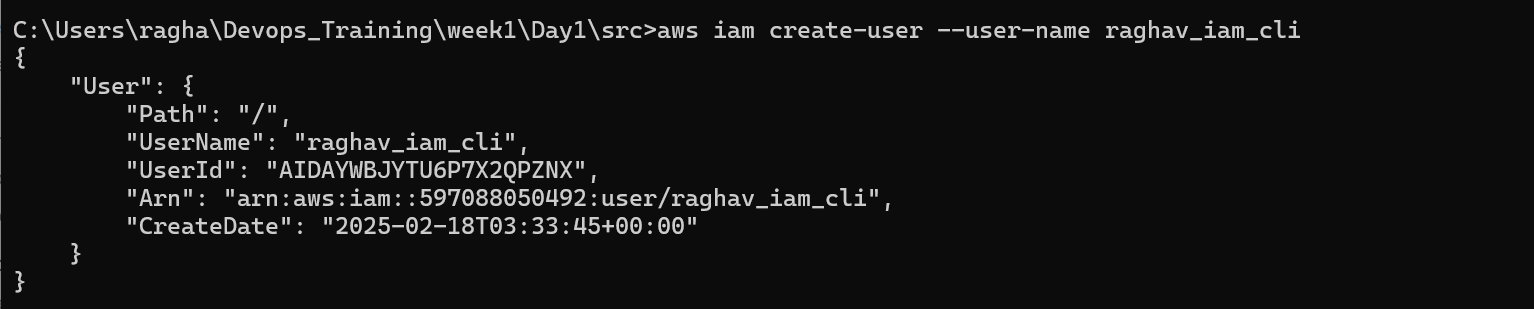 C:\Users\ragha\Devops_Training\week1\Day1\src>aws iam create-user --user-name raghav_iam_cli
{
    "User": {
        "Path": "/",
        "UserName": "raghav_iam_cli",
        "UserId": "AIDAYWBJYTU6P7X2QPZNX",
        "Arn": "arn:aws:iam::597088050492:user/raghav_iam_cli",
        "CreateDate": "2025-02-18T03:33:45+00:00"
    }
}